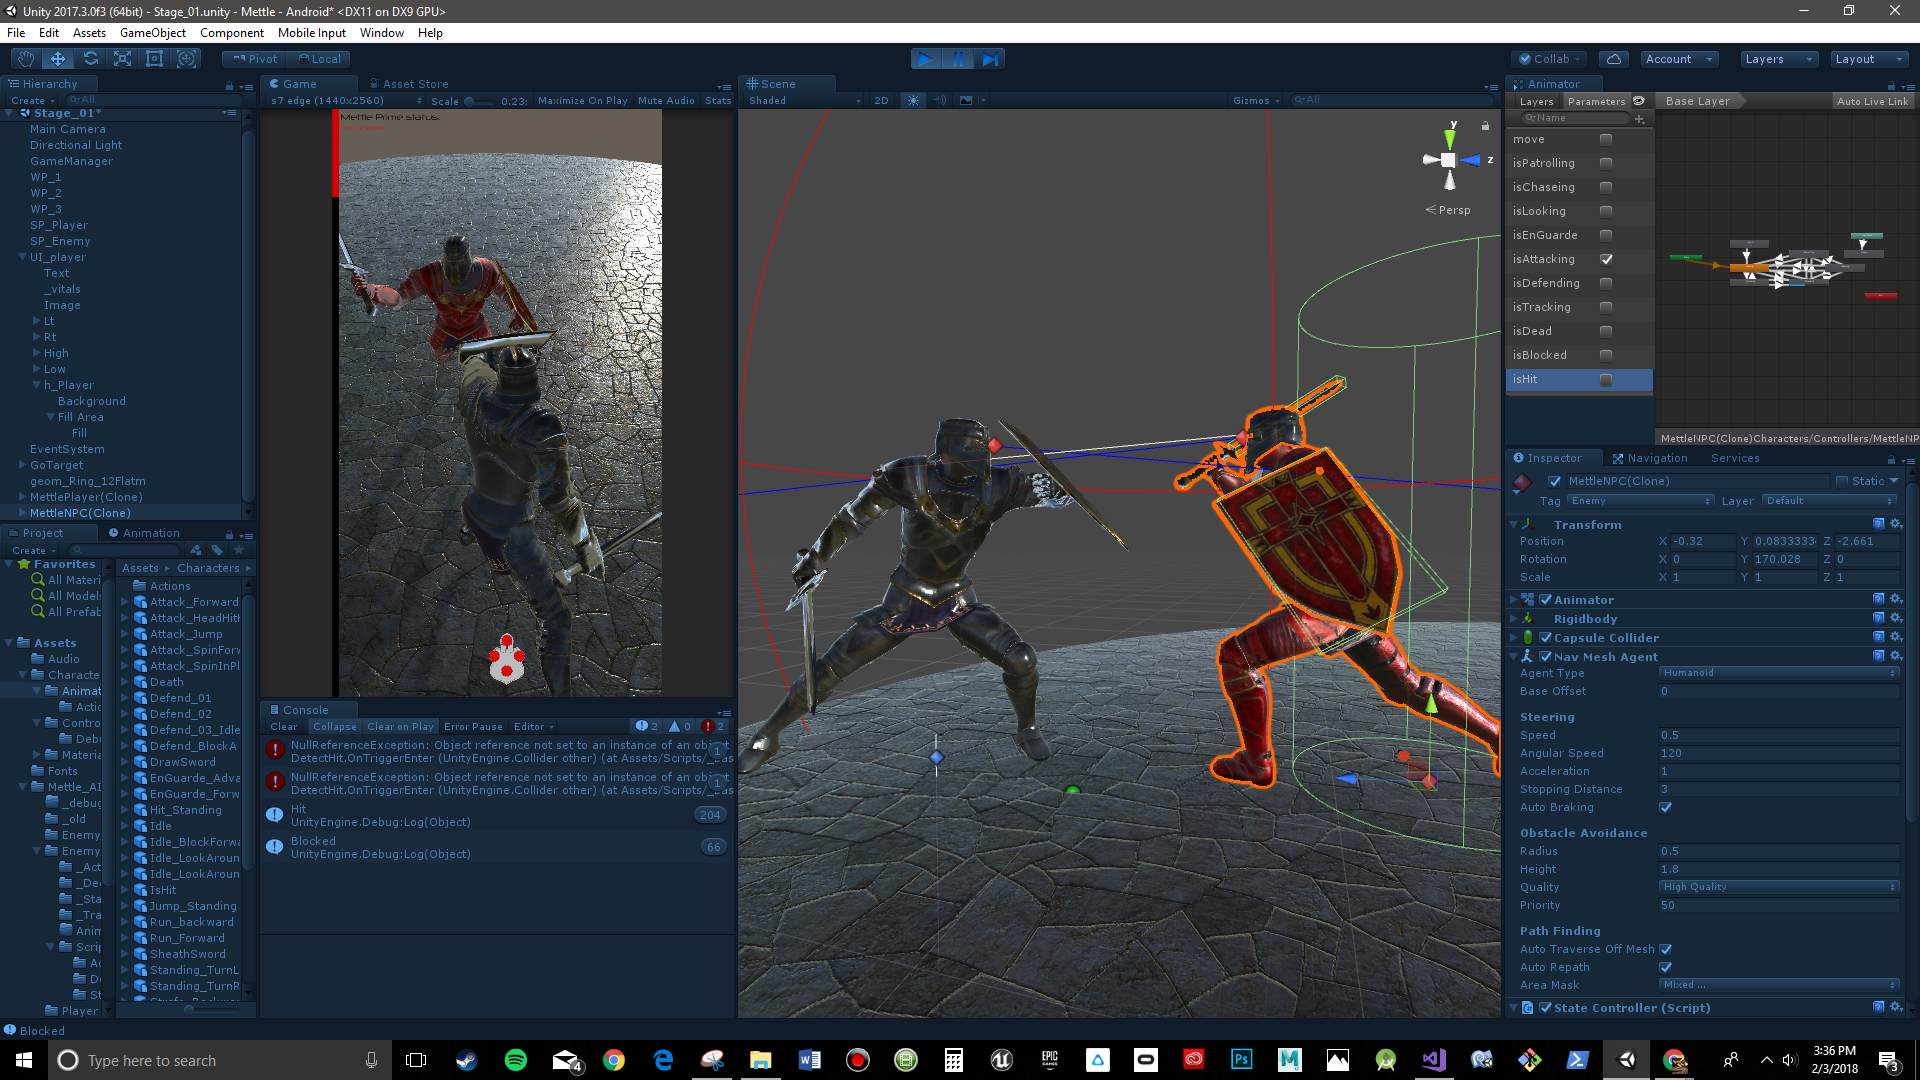 Unity 2017.3.0f3 (64bit) - Stage_01.unity - Mettle - Android* <DX11 on DX9 GPU>
File Edit Assets GameObject Component Mobile Input Window Help
Pivot Local
Collab Account Layers Layout
Hierarchy
Create All
Stage_01*
Main Camera
Directional Light
GameManager
WP_1
WP_2
WP_3
SP_Player
SP_Enemy
UI_player
Text
_vitals
Image
Lt
Rt
High
Low
h_Player
Background
Fill Area
Fill
EventSystem
GoTarget
geom_Ring_12Flatm
MettlePlayer(Clone)
MettleNPC(Clone)
Game Asset Store
s7 edge (1440x2560) Scale 0.23: Maximize On Play Mute Audio Stats
Mettle Prime status:
Scene
Shaded 2D Gizmos All
y
z
Persp
Animator
Layers Parameters Base Layer Auto Live Link
Name
move
isPatrolling
isChaseing
isLooking
isEnGuarde
isAttacking
isDefending
isTracking
isDead
isBlocked
isHit
MettleNPC(Clone)Characters/Controllers/MettleNP
Project Animation
Create
Favorites
All Materi
All Model
All Prefab
Assets
Audio
Characte
Animat
Actio
Contro
Deb
Materia
Fonts
Mettle_AI
_debug
_old
Enemy
Enemy
_Act
_Dec
_Sta
_Tra
Anim
Scrip
Ac
De
St
Player
Assets Characters
Actions
Attack_Forward
Attack_HeadHit
Attack_Jump
Attack_SpinForw
Attack_SpinInPl
Death
Defend_01
Defend_02
Defend_03_Idle
Defend_BlockA
DrawSword
EnGuarde_Adva
EnGuarde_Forw
Hit_Standing
Idle
Idle_BlockForwa
Idle_LookAroun
Idle_LookAroun
IsHit
Jump_Standing
Run_backward
Run_Forward
SheathSword
Standing_TurnL
Standing_TurnR
Console
Clear Collapse Clear on Play Error Pause Editor 2 0 2
NullReferenceException: Object reference not set to an instance of an obj
DetectHit.OnTriggerEnter (UnityEngine.Collider other) (at Assets/Scripts/
1
NullReferenceException: Object reference not set to an instance of an obj
DetectHit.OnTriggerEnter (UnityEngine.Collider other) (at Assets/Scripts/
1
Hit
UnityEngine.Debug:Log(Object)
204
Blocked
UnityEngine.Debug:Log(Object)
66
Inspector Navigation Services
MettleNPC(Clone) Static
Tag Enemy Layer Default
Transform
Position X -0.32 Y 0.0833333 Z -2.661
Rotation X 0 Y 170.028 Z 0
Scale X 1 Y 1 Z 1
Animator
Rigidbody
Capsule Collider
Nav Mesh Agent
Agent Type Humanoid
Base Offset 0
Steering
Speed 0.5
Angular Speed 120
Acceleration 1
Stopping Distance 3
Auto Braking
Obstacle Avoidance
Radius 0.5
Height 1.8
Quality High Quality
Priority 50
Path Finding
Auto Traverse Off Mesh
Auto Repath
Area Mask Mixed ...
State Controller (Script)
Blocked
Type here to search
4
EPIC GAMES
Ps
M
3:36 PM
2/3/2018
3